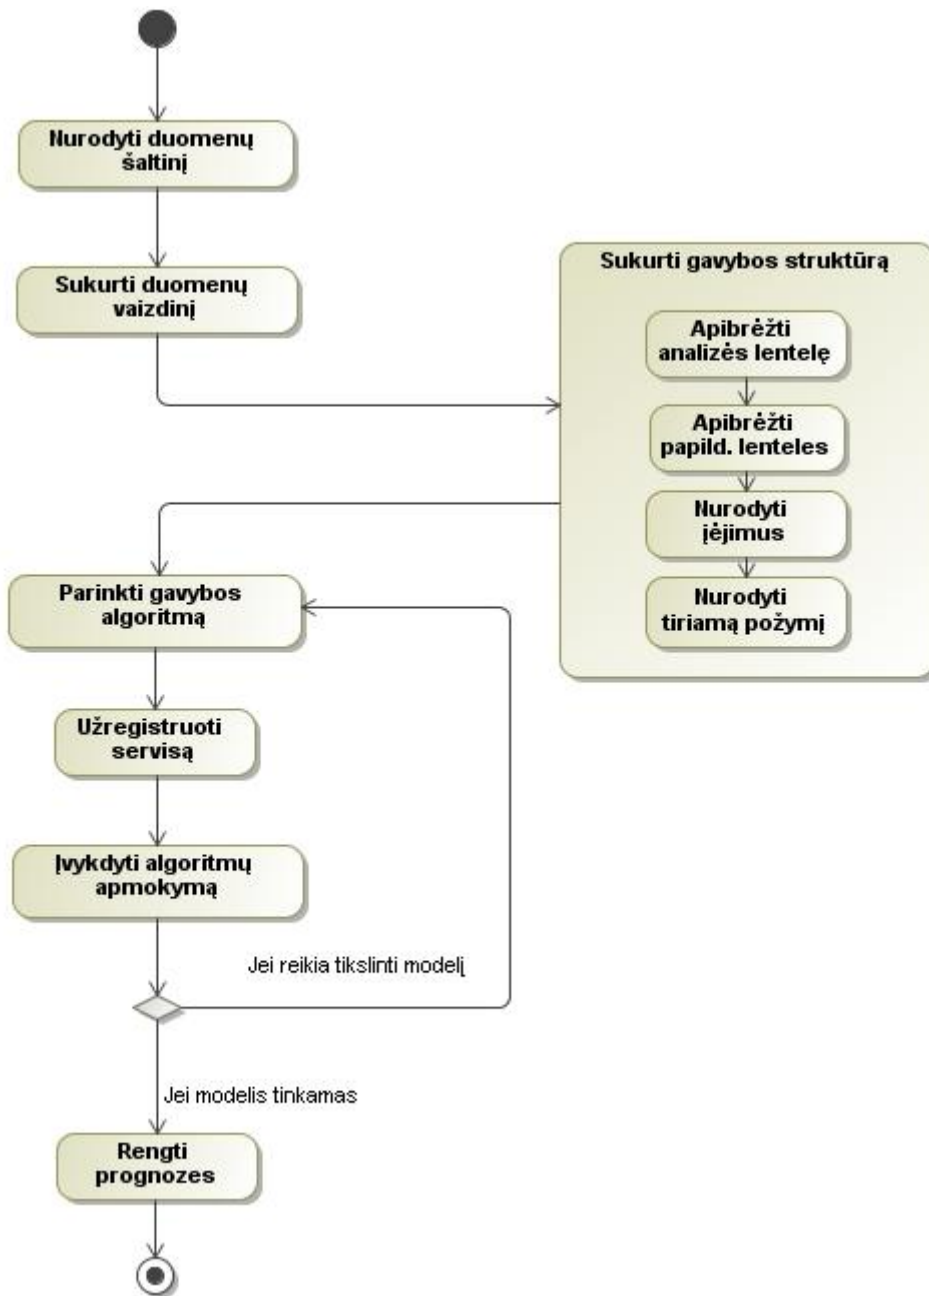 Nurodyti duomenų
šaltinį
Sukurti duomenų
vaizdinį
Sukurti gavybos struktūrą
Apibrėžti
analizės lentelę
Apibrėžti
papild. lenteles
Nurodyti
įėjimus
Nurodyti
tiriamą požymį
Parinkti gavybos
algoritmą
Užregistruoti
servisą
Įvykdyti algoritmų
apmokymą
Jei reikia tikslinti modelį
Jei modelis tinkamas
Rengti
prognozes